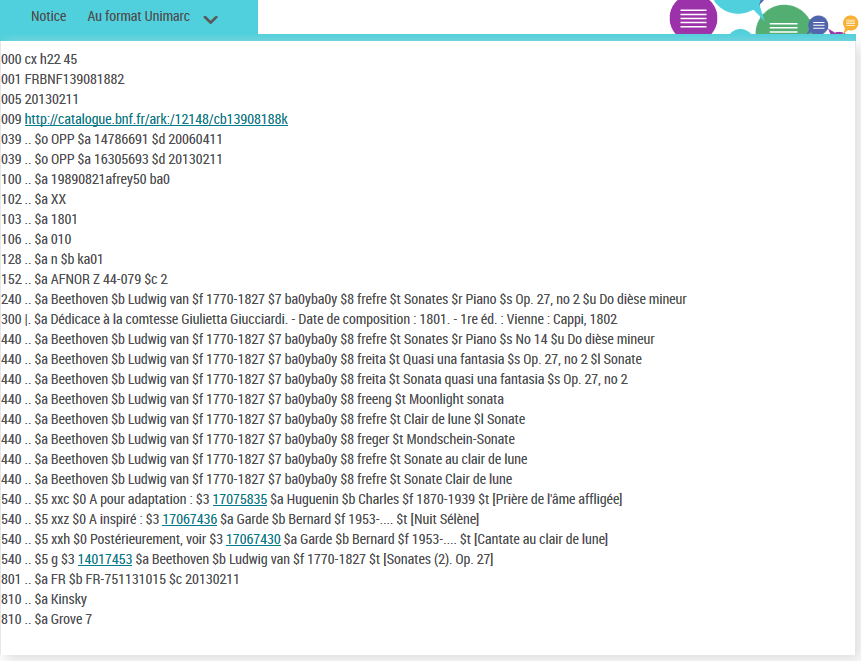 Notice Au format Unimarc
000 cx h22 45
001 FRBNF139081882
005 20130211
009 http://catalogue.bnf.fr/ark:/12148/cb13908188k
039 .. $o OPP $a 14786691 $d 20060411
039 .. $o OPP $a 16305693 $d 20130211
100 .. $a 19890821afrey50 ba0
102 .. $a XX
103 .. $a 1801
106 .. $a 010
128 .. $a n $b ka01
152 .. $a AFNOR Z 44-079 $c 2
240 .. $a Beethoven $b Ludwig van $f 1770-1827 $7 ba0yba0y $8 frefre $t Sonates $r Piano $s Op. 27, no 2 $u Do dièse mineur
300 |. $a Dédicace à la comtesse Giulietta Giucciardi. - Date de composition : 1801. - 1re éd. : Vienne : Cappi, 1802
440 .. $a Beethoven $b Ludwig van $f 1770-1827 $7 ba0yba0y $8 frefre $t Sonates $r Piano $s No 14 $u Do dièse mineur
440 .. $a Beethoven $b Ludwig van $f 1770-1827 $7 ba0yba0y $8 freita $t Quasi una fantasia $s Op. 27, no 2 $l Sonate
440 .. $a Beethoven $b Ludwig van $f 1770-1827 $7 ba0yba0y $8 freita $t Sonata quasi una fantasia $s Op. 27, no 2
440 .. $a Beethoven $b Ludwig van $f 1770-1827 $7 ba0yba0y $8 freeng $t Moonlight sonata
440 .. $a Beethoven $b Ludwig van $f 1770-1827 $7 ba0yba0y $8 frefre $t Clair de lune $l Sonate
440 .. $a Beethoven $b Ludwig van $f 1770-1827 $7 ba0yba0y $8 freger $t Mondschein-Sonate
440 .. $a Beethoven $b Ludwig van $f 1770-1827 $7 ba0yba0y $8 frefre $t Sonate au clair de lune
440 .. $a Beethoven $b Ludwig van $f 1770-1827 $7 ba0yba0y $8 frefre $t Sonate Clair de lune
540 .. $5 xxc $0 A pour adaptation : $3 17075835 $a Huguenin $b Charles $f 1870-1939 $t [Prière de l'âme affligée]
540 .. $5 xxz $0 A inspiré : $3 17067436 $a Garde $b Bernard $f 1953-.... $t [Nuit Sélène]
540 .. $5 xxh $0 Postérieurement, voir $3 17067430 $a Garde $b Bernard $f 1953-.... $t [Cantate au clair de lune]
540 .. $5 g $3 14017453 $a Beethoven $b Ludwig van $f 1770-1827 $t [Sonates (2). Op. 27]
801 .. $a FR $b FR-751131015 $c 20130211
810 .. $a Kinsky
810 .. $a Grove 7